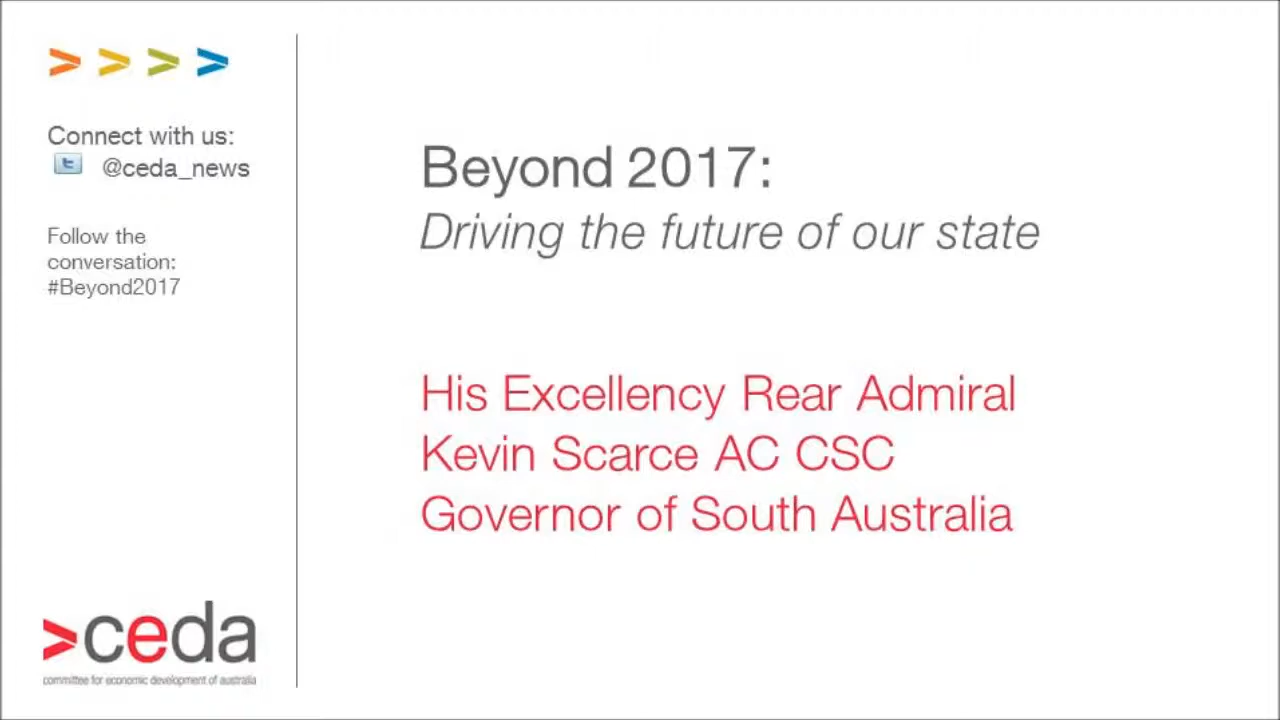 Connect with us:
@ceda_news
Follow the
conversation:
#Beyond2017
Beyond 2017:
Driving the future of our state
His Excellency Rear Admiral
Kevin Scarce AC CSC
Governor of South Australia
>ceda
committee for economic development of australia